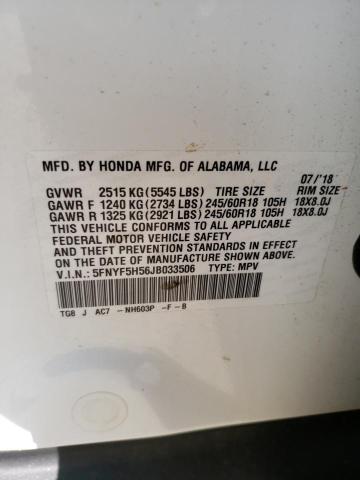 MFD. BY HONDA MFG. OF ALABAMA, LLC
07/'18
GVWR 2515 KG(5545 LBS) TIRE SIZE RIM SIZE
GAWR F 1240 KG(2734 LBS)245/60R18 105H 18X8.0J
GAWR R 1325 KG(2921 LBS)245/60R18 105H 18X8.0J
THIS VEHICLE CONFORMS TO ALL APPLICABLE
FEDERAL MOTOR VEHICLE SAFETY
AND THEFT PREVENTION STANDARDS IN EFFECT
ON THE DATE OF MANUFACTURE SHOWN ABOVE.
V.I.N.: 5FNYF5H56JB033506 TYPE: MPV
TG8 J AC7 -NH603P -F -B